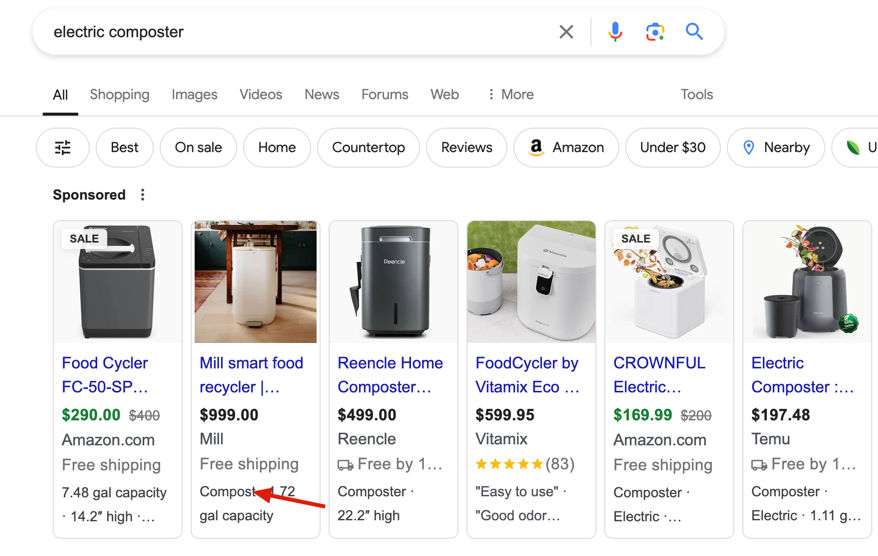 electric composter
All Shopping Images Videos News Forums Web More Tools
Best On sale Home Countertop Reviews Amazon Under $30 Nearby U
Sponsored
SALE
Food Cycler
FC-50-SP...
$290.00 $400
Amazon.com
Free shipping
7.48 gal capacity
· 14.2″ high ·...
Mill smart food
recycler |...
$999.00
Mill
Free shipping
Compost 1.72
gal capacity
Reencle
Reencle Home
Composter...
$499.00
Reencle
Free by 1...
Composter ·
22.2″ high
FoodCycler by
Vitamix Eco ...
$599.95
Vitamix
(83)
"Easy to use" ·
"Good odor...
SALE
CROWNFUL
Electric...
$169.99 $200
Amazon.com
Free shipping
Composter ·
Electric ·...
Electric
Composter :...
$197.48
Temu
Free by 1...
Composter ·
Electric · 1.11 g...